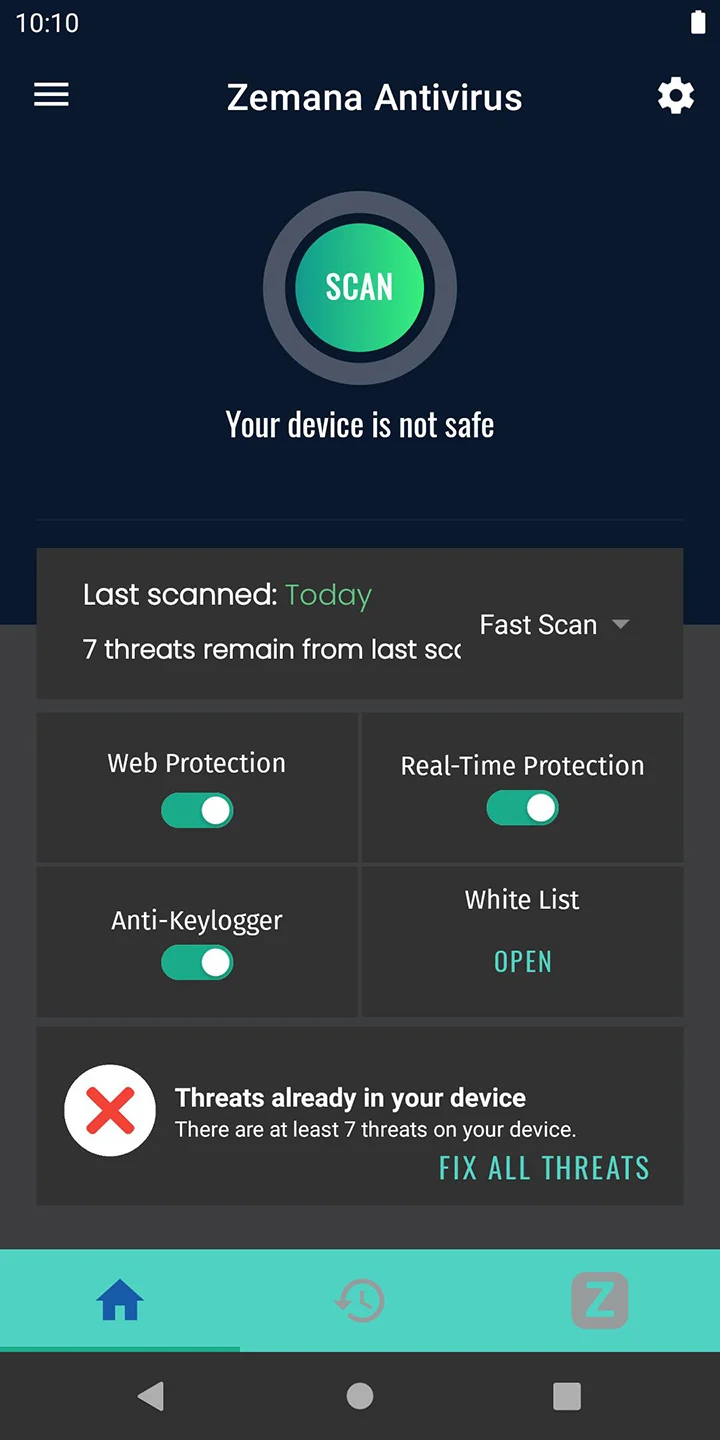 10:10
Zemana Antivirus
SCAN
Your device is not safe
Last scanned: Today
7 threats remain from last
Fast Scan
Web Protection
Real-Time Protection
Anti-Keylogger
White List
OPEN
Threats already in your device
There are at least 7 threats on your device.
FIX ALL THREATS
Z